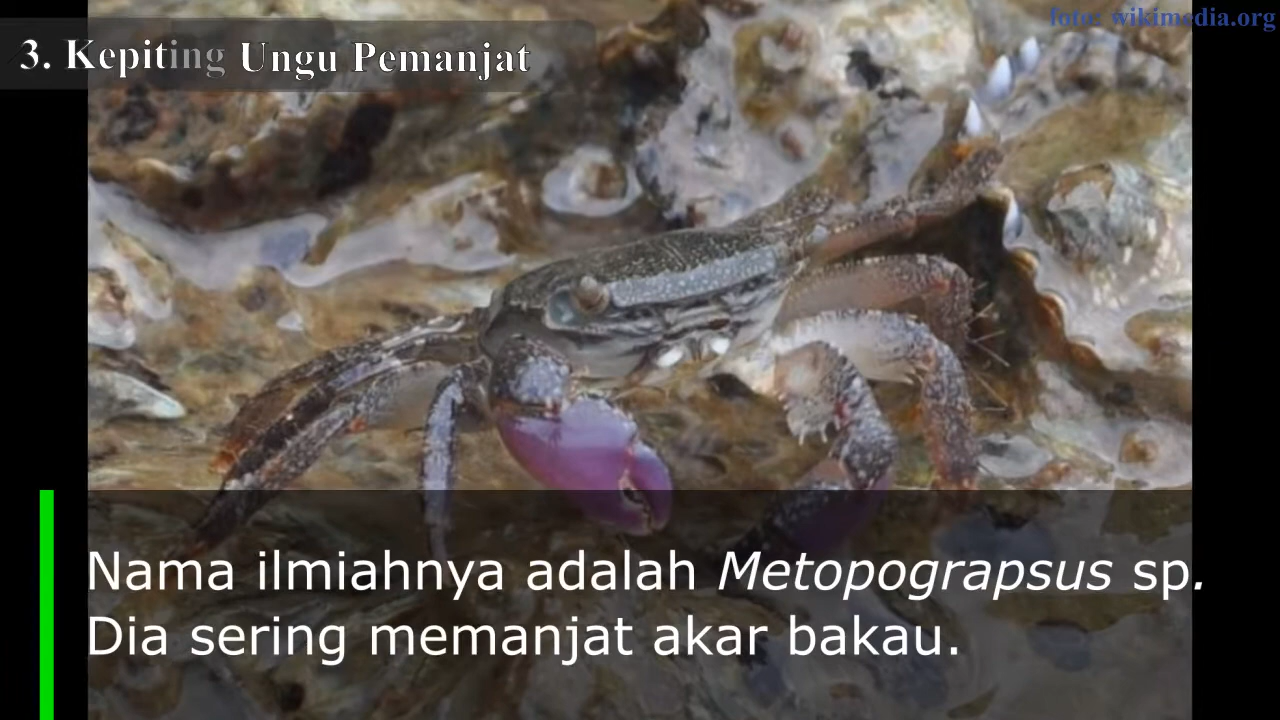 foto: wikimedia.org
3. Kepiting Ungu Pemanjat
Nama ilmiahnya adalah Metopograpsus sp.
Dia sering memanjat akar bakau.